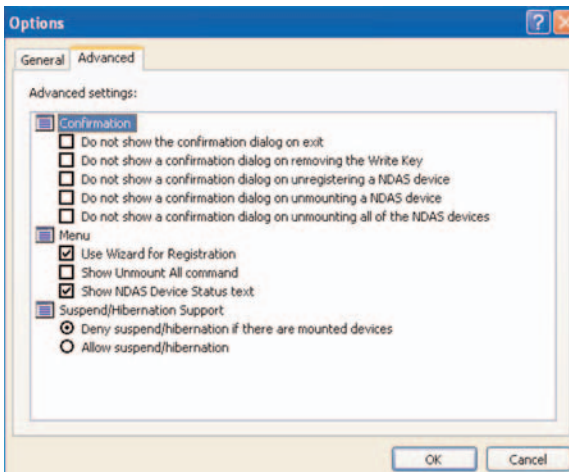 Options
General Advanced
Advanced settings:
Confirmation
Do not show the confirmation dialog on exit
Do not show a confirmation dialog on removing the Write Key
Do not show a confirmation dialog on unregistering a NDAS device
Do not show a confirmation dialog on unmounting a NDAS device
Do not show a confirmation dialog on unmounting all of the NDAS devices
Menu
Use Wizard for Registration
Show Unmount All command
Show NDAS Device Status text
Suspend/Hibernation Support
Deny suspend/hibernation if there are mounted devices
Allow suspend/hibernation
OK Cancel